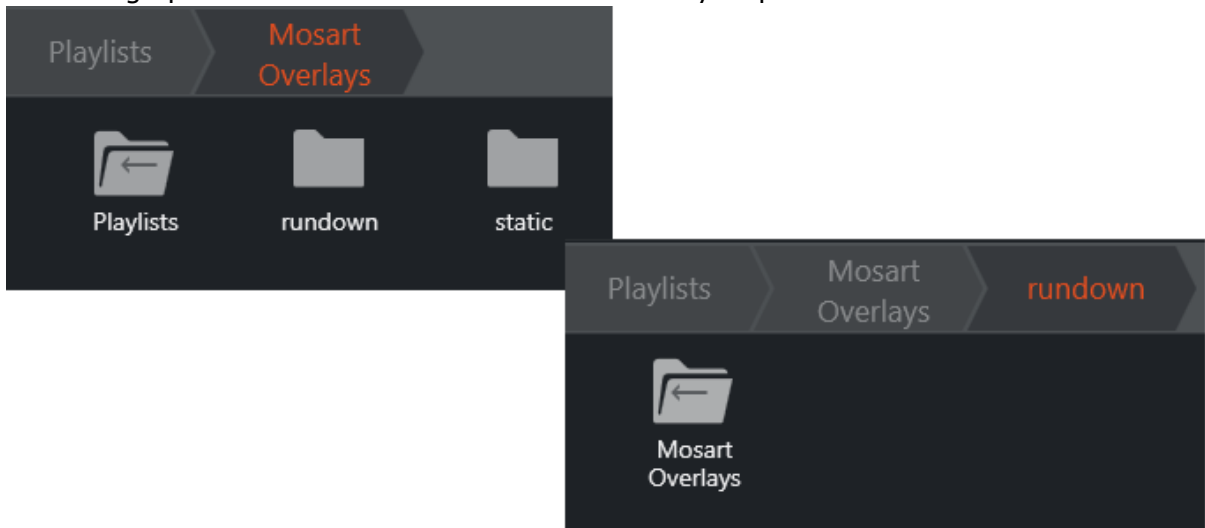 Playlists
Mosart
Overlays
Playlists
rundown
static
Playlists
Mosart
Overlays
rundown
Mosart
Overlays